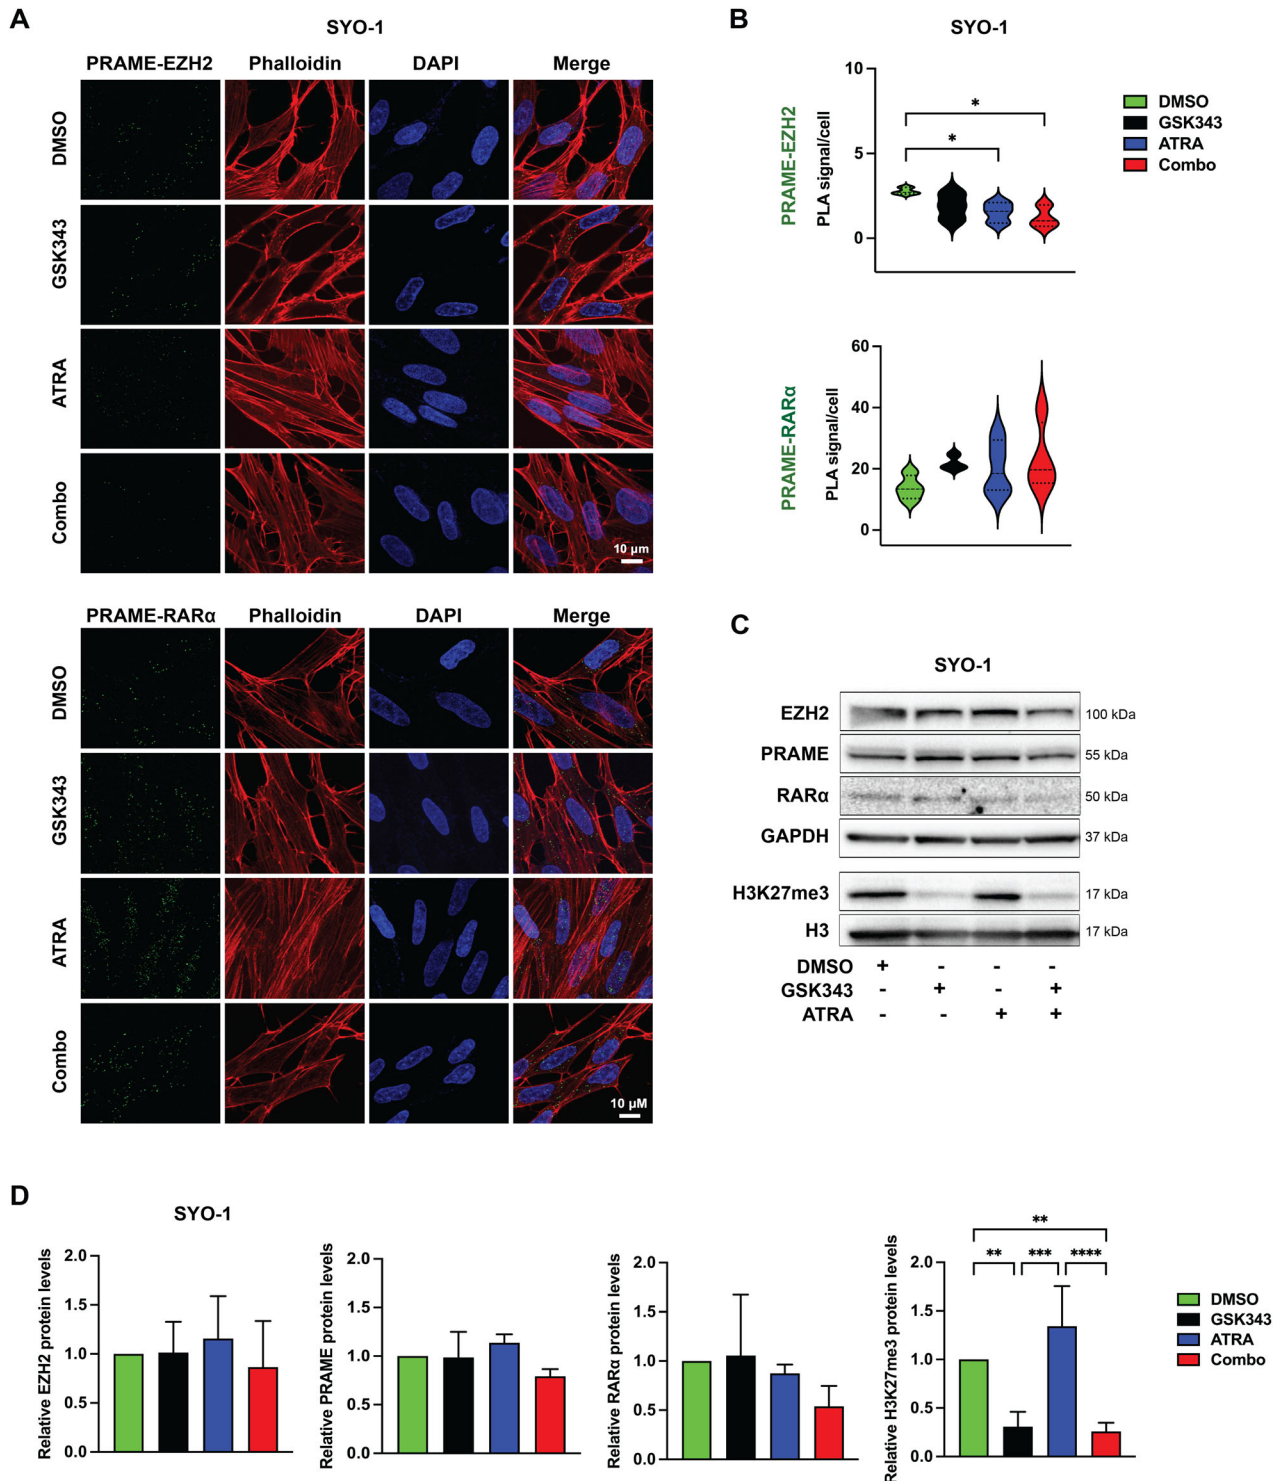 A
SYO-1
PRAME-EZH2 Phalloidin DAPI Merge
DMSO
GSK343
ATRA
Combo
10 µm
PRAME-RARα Phalloidin DAPI Merge
DMSO
GSK343
ATRA
Combo
10 µM
B
SYO-1
PRAME-EZH2
PLA signal/cell
10
5
0
*
*
DMSO
GSK343
ATRA
Combo
PRAME-RARα
PLA signal/cell
60
40
20
0
C
SYO-1
EZH2 100 kDa
PRAME 55 kDa
RARα 50 kDa
GAPDH 37 kDa
H3K27me3 17 kDa
H3 17 kDa
DMSO + - - -
GSK343 - + - +
ATRA - - + +
D
SYO-1
Relative EZH2 protein levels
2.0
1.5
1.0
0.5
0.0
Relative PRAME protein levels
2.0
1.5
1.0
0.5
0.0
Relative RARα protein levels
2.0
1.5
1.0
0.5
0.0
Relative H3K27me3 protein levels
2.0
1.5
1.0
0.5
0.0
**
** *** ****
DMSO
GSK343
ATRA
Combo